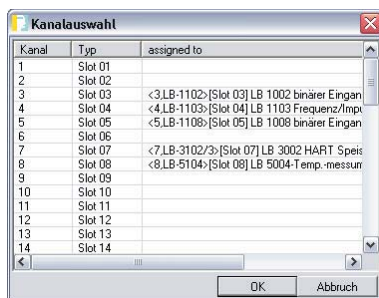 Kanalauswahl
Kanal Typ assigned to
1 Slot 01
2 Slot 02
3 Slot 03 <3,LB-1102>[Slot 03] LB 1002 binärer Eingan
4 Slot 04 <4,LB-1103>[Slot 04] LB 1103 Frequenz/Impu
5 Slot 05 <5,LB-1108>[Slot 05] LB 1008 binärer Eingan
6 Slot 06
7 Slot 07 <7,LB-3102/3>[Slot 07] LB 3002 HART Speis
8 Slot 08 <8,LB-5104>[Slot 08] LB 5004-Temp.-messum
9 Slot 09
10 Slot 10
11 Slot 11
12 Slot 12
13 Slot 13
14 Slot 14
OK Abbruch